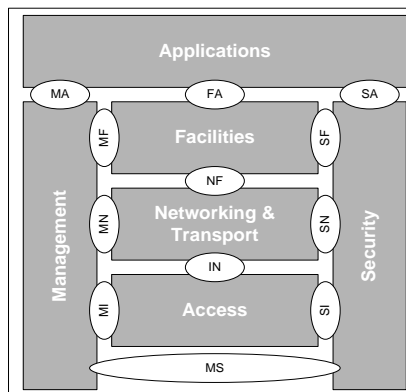 Applications
MA
FA
SA
MF
Facilities
SF
NF
Management
MN
Networking &
Transport
SN
Security
IN
MI
Access
SI
MS